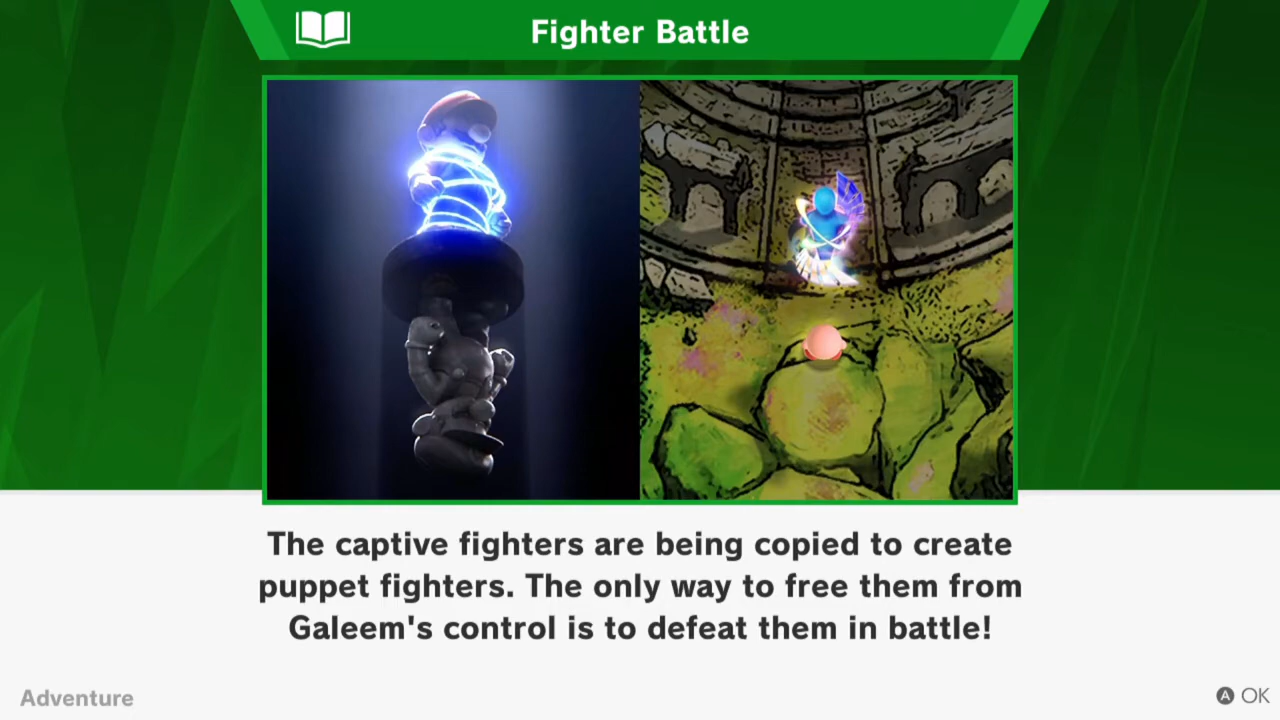 Fighter Battle
The captive fighters are being copied to create
puppet fighters. The only way to free them from
Galeem's control is to defeat them in battle!
Adventure
A OK